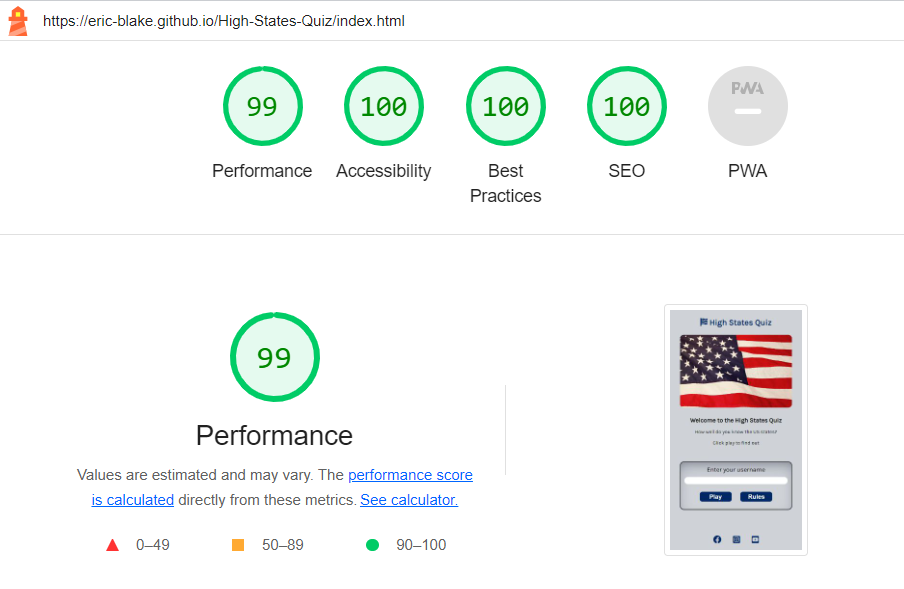 https://eric-blake.github.io/High-States-Quiz/index.html
99
100
100
100
PWA
Performance
Accessibility
Best
Practices
SEO
PWA
99
Performance
Values are estimated and may vary. The performance score
is calculated directly from these metrics. See calculator.
0–49
50–89
90–100
High States Quiz
Welcome to the High States Quiz
How well do you know the US states?
Click play to find out
Enter your username
Play
Rules